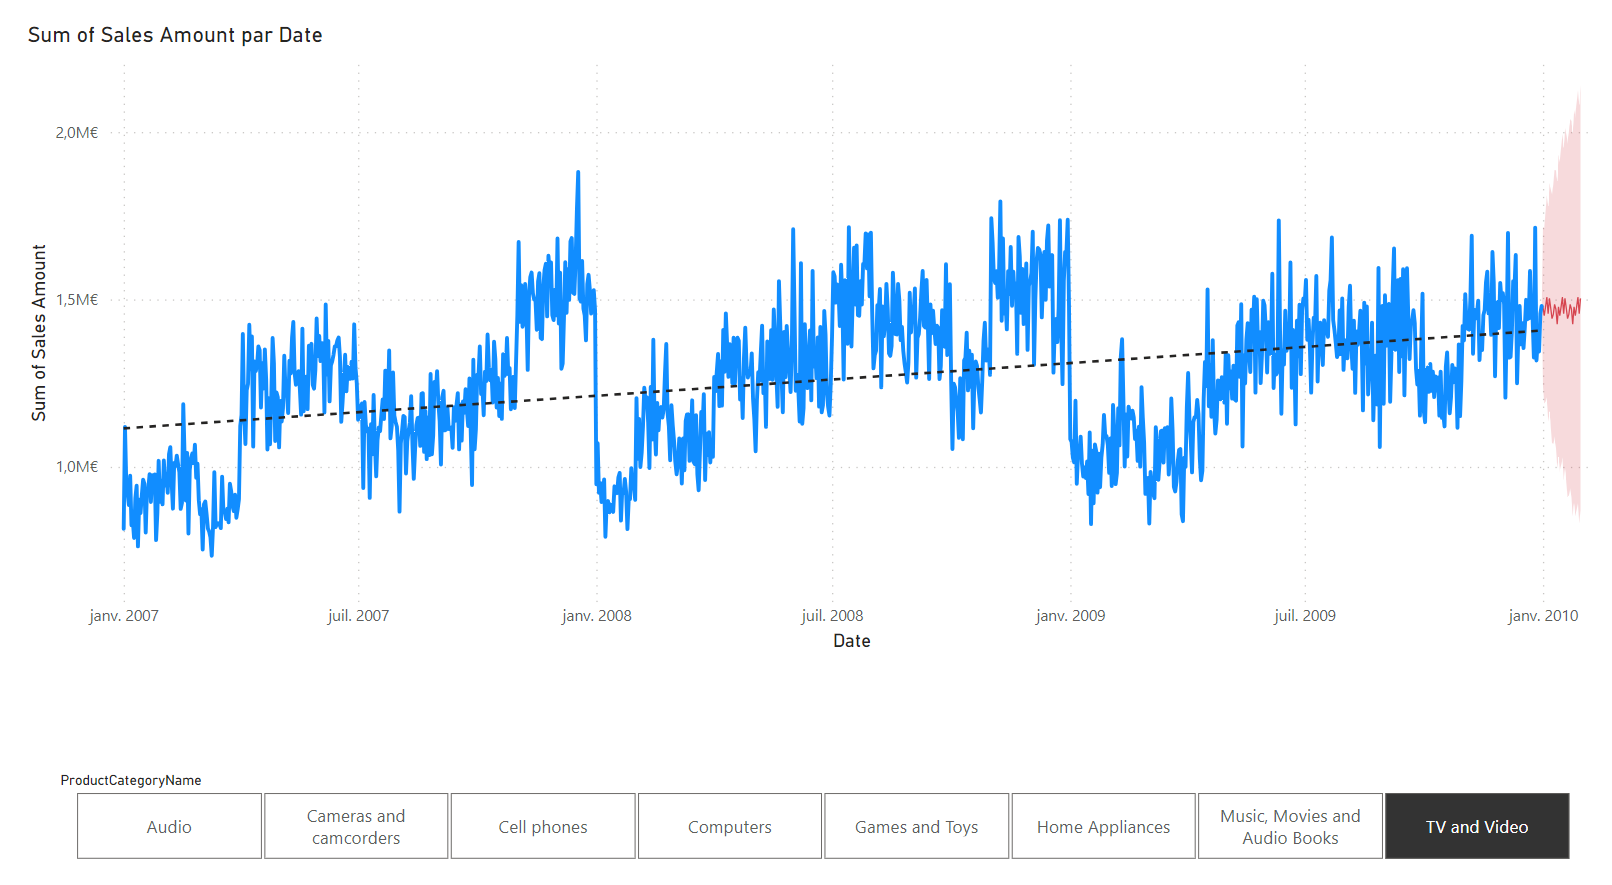 Sum of Sales Amount par Date
Sum of Sales Amount
2,0M€
1,5M€
1,0M€
janv. 2007
juil. 2007
janv. 2008
juil. 2008
janv. 2009
juil. 2009
janv. 2010
Date
ProductCategoryName
Audio
Cameras and
camcorders
Cell phones
Computers
Games and Toys
Home Appliances
Music, Movies and
Audio Books
TV and Video